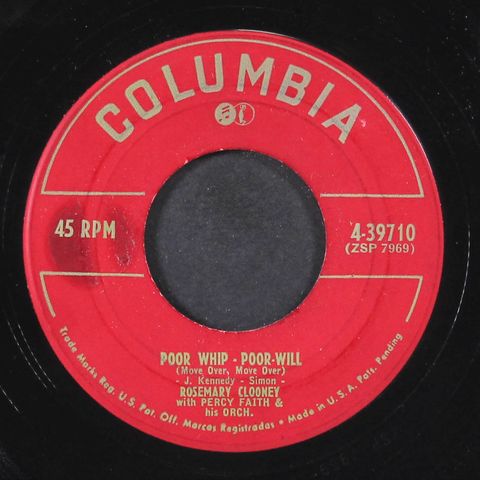 COLUMBIA
45 RPM
4-39710
(ZSP 7969)
POOR WHIP - POOR-WILL
(Move Over, Move Over)
- J. Kennedy - Simon -
ROSEMARY CLOONEY
with PERCY FAITH &
his ORCH.
Trade Marks Reg. U.S. Pat. Off. Marcas Registradas • Made in U.S.A. Pats. Pending